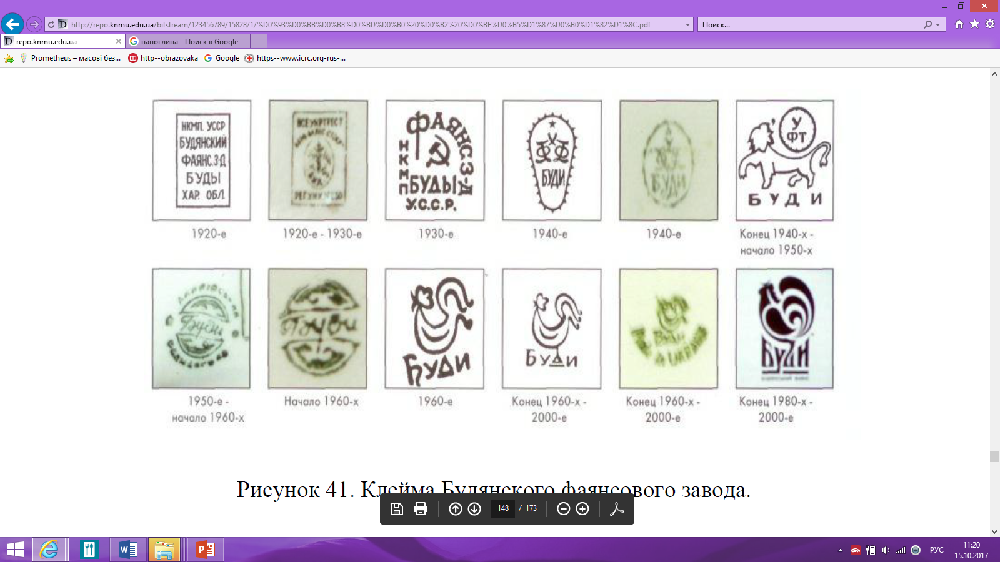 http://repo.knmu.edu.ua/bitstream/123456789/15828/1/%D0%93%D0%BB%D0%B8%D0%BD%D0%B0%20%D0%B2%20%D0%BF%D0%B5%D1%87%D0%B0%D1%82%D1%8C.pdf
Поиск...
repo.knmu.edu.ua
наноглина - Поиск в Google
Prometheus – масові без...
http--obrazovaka
Google
https--www.icrc.org-rus-...
НКМП. УССР
БУДЯНСКИЙ
ФАЯНС.З-Д
БУДЫ
ХАР. ОБЛ.
1920-е
ВСЕУКРТРЕСТ
1920-е - 1930-е
ФАЯНС.З-Д
НКМП
БУДЫ
У.С.С.Р.
1930-е
БУДИ
1940-е
БУДИ
1940-е
У
ФТ
БУДИ
Конец 1940-х -
начало 1950-х
Буди
1950-е -
начало 1960-х
Буди
Начало 1960-х
Буди
1960-е
Буди
Конец 1960-х -
2000-е
Конец 1960-х -
2000-е
Буди
Конец 1980-х -
2000-е
Рисунок 41. Клейма Будянского фаянсового завода.
148 / 173
РУС
11:20
15.10.2017